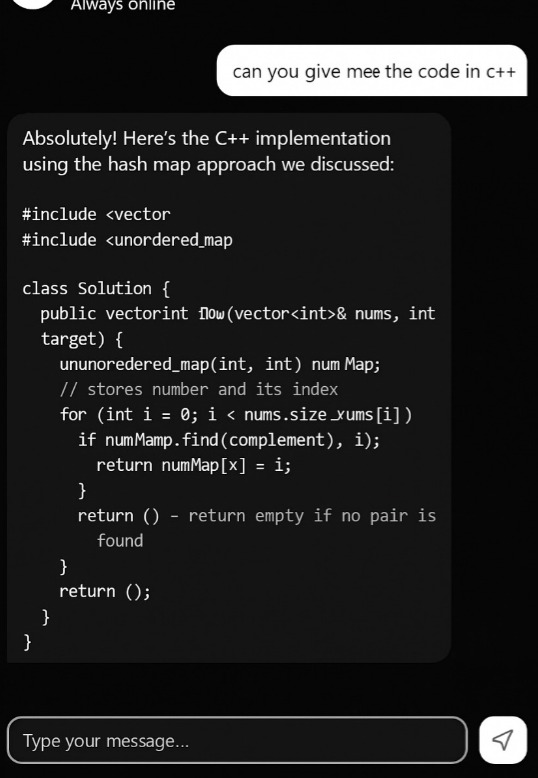 Always online
can you give mee the code in c++
Absolutely! Here's the C++ implementation
using the hash map approach we discussed:
#include <vector
#include <unordered_map
class Solution {
public vectorint (vector<int>& nums, int
target) {
ununoredered_map(int, int) num Map;
// stores number and its index
for (int i = 0; i < nums.size_xums[i])
if numMamp.find(complement), i);
return numMap[x] = i;
}
return () – return empty if no pair is
found
}
return ();
}
}
Type your message...